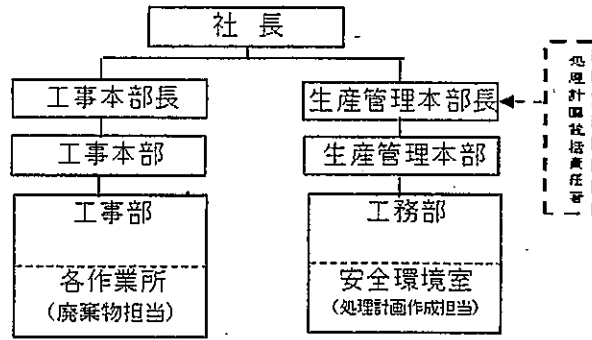 社長
工事本部長
生産管理本部長
処理計画統括責任者
工事本部
生産管理本部
工事部
工務部
各作業所
(廃棄物担当)
安全環境室
(処理計画作成担当)